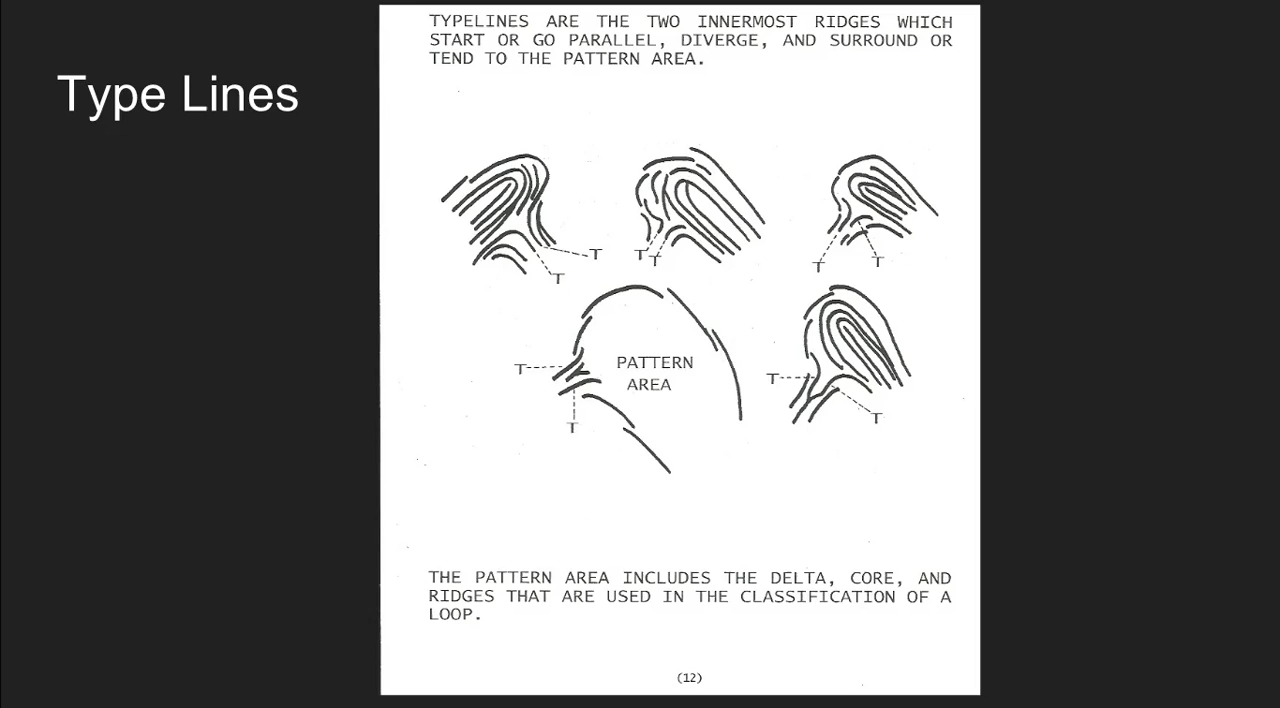 Type Lines
TYPELINES ARE THE TWO INNERMOST RIDGES WHICH
START OR GO PARALLEL, DIVERGE, AND SURROUND OR
TEND TO THE PATTERN AREA.
T
T
T
T
T
T
T
PATTERN
AREA
T
T
T
THE PATTERN AREA INCLUDES THE DELTA, CORE, AND
RIDGES THAT ARE USED IN THE CLASSIFICATION OF A
LOOP.
(12)